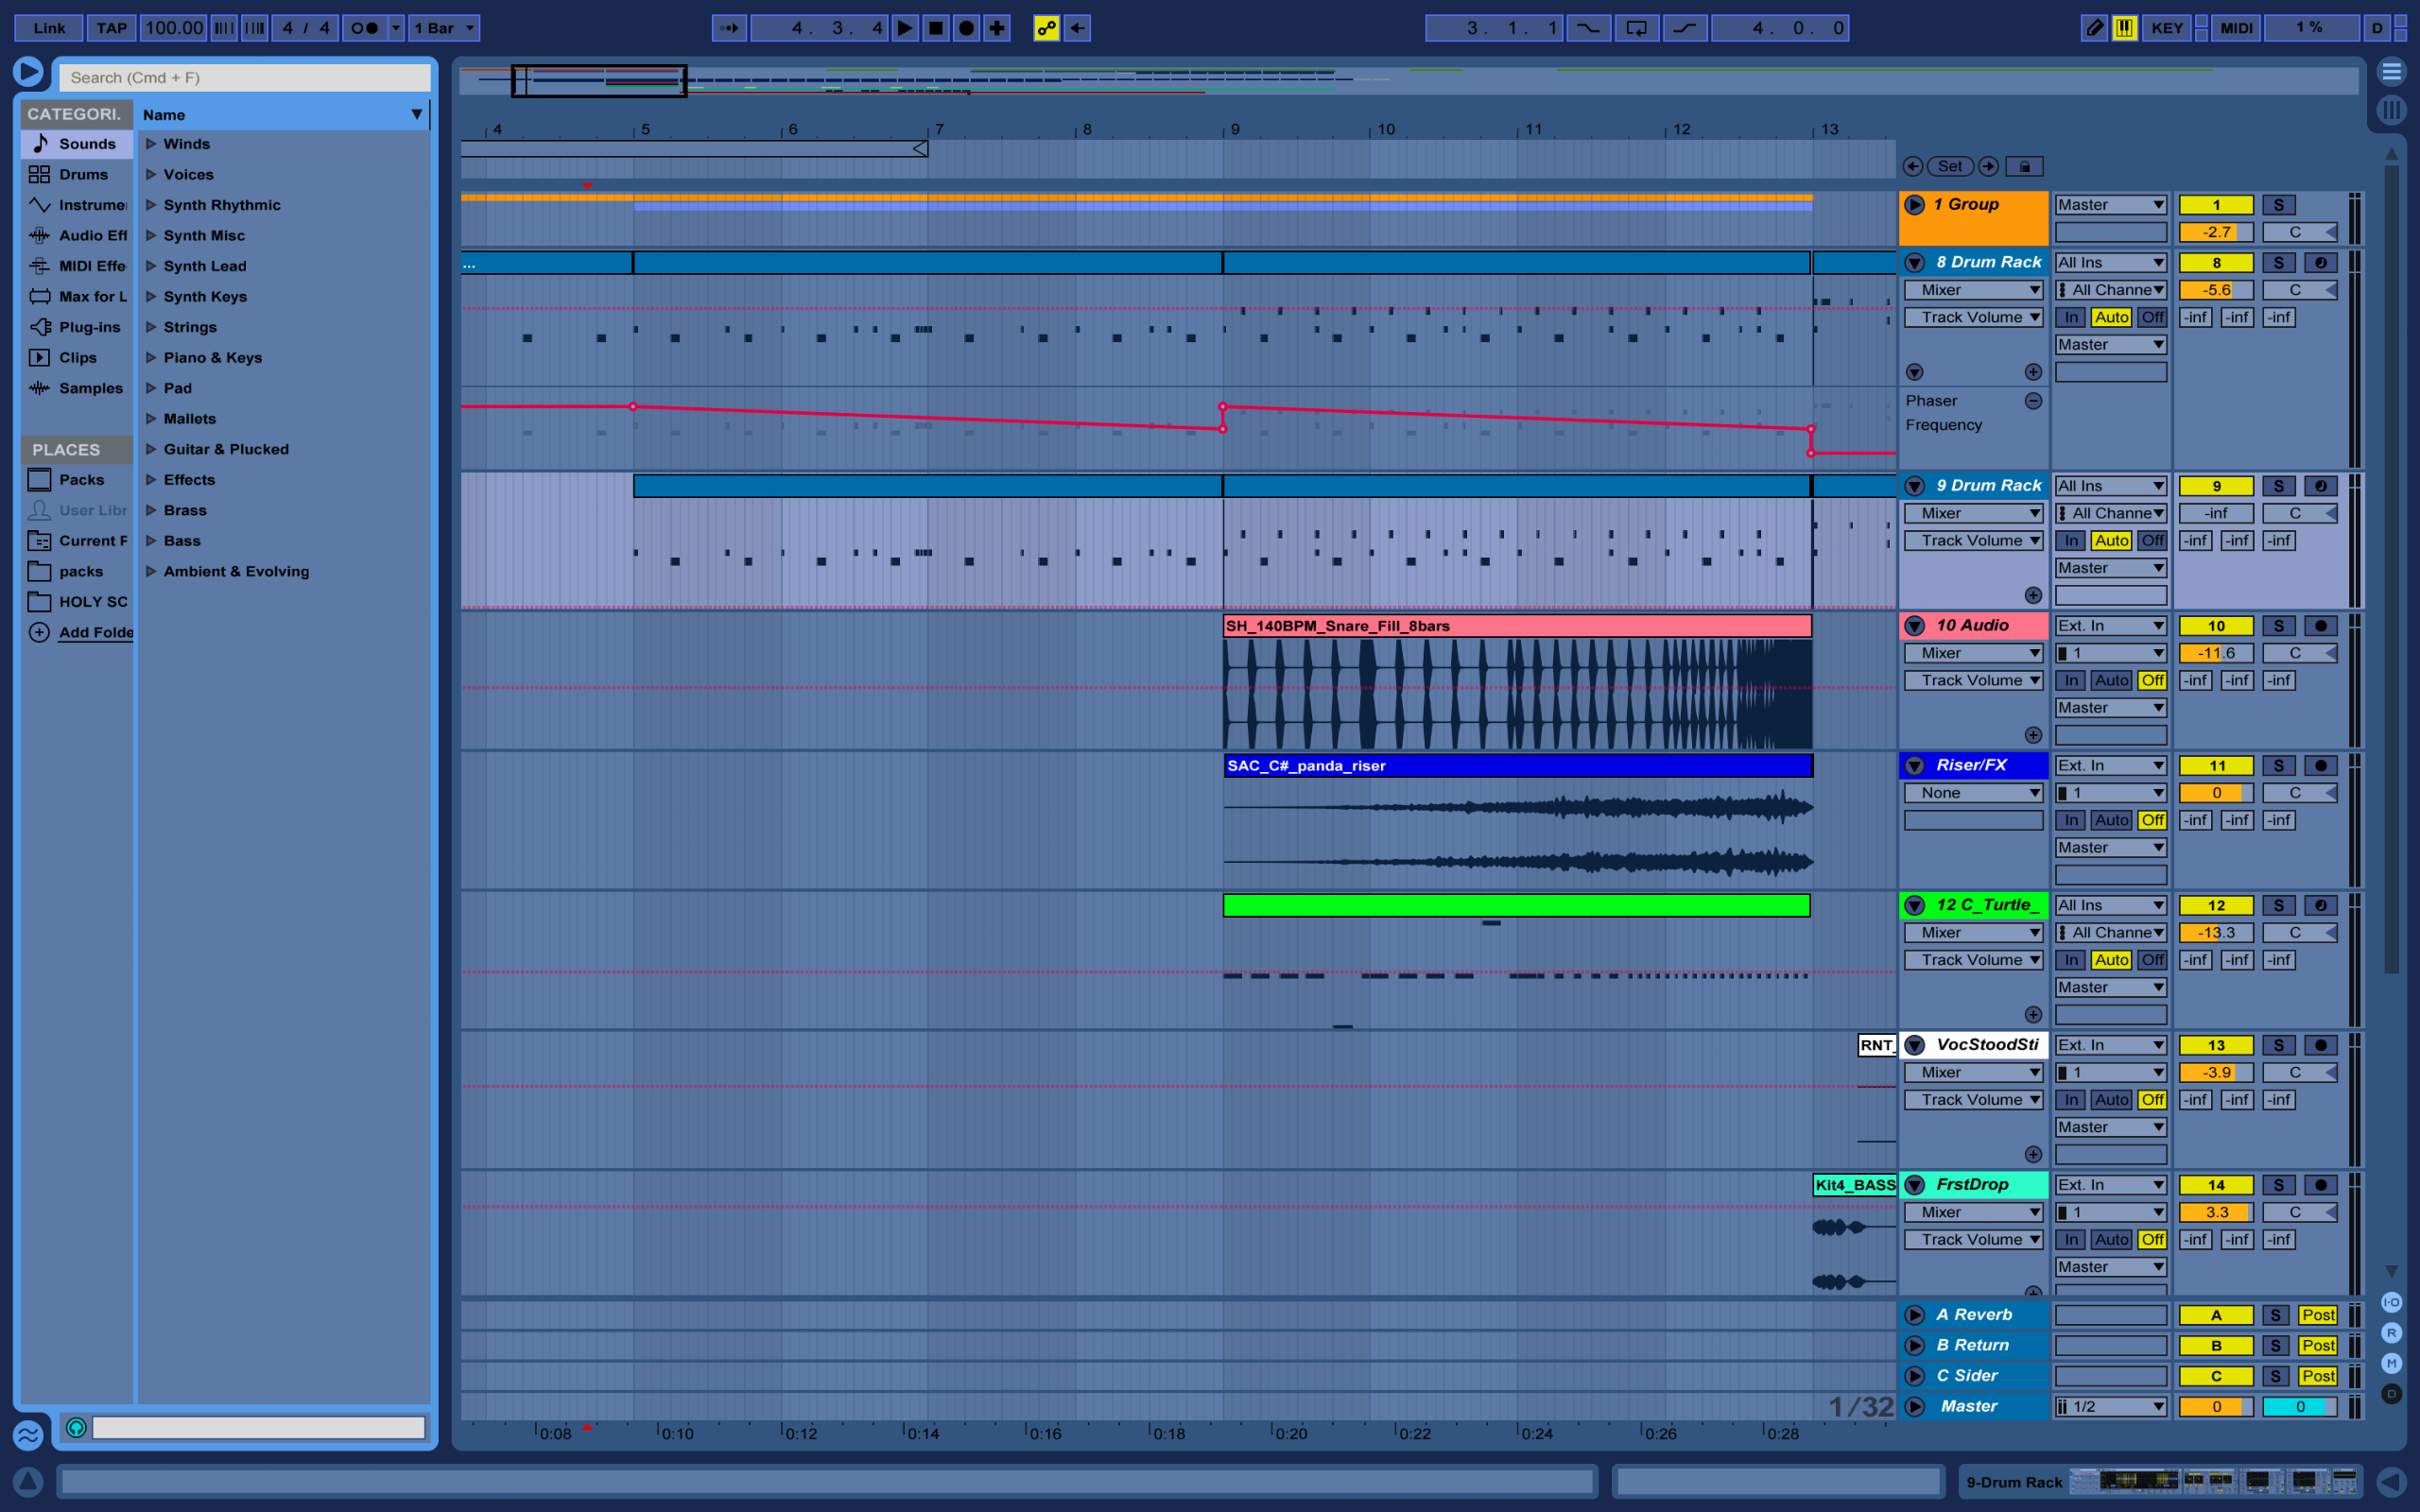 Link TAP 100.00 4 / 4 1 Bar 4. 3. 4 3. 1. 1 4. 0. 0 KEY MIDI 1 % D
Search (Cmd + F)
CATEGORI.
Sounds
Drums
Instrume
Audio Eff
MIDI Effe
Max for L
Plug-ins
Clips
Samples
PLACES
Packs
User Libr
Current F
packs
HOLY SC
Add Folde
Name
Winds
Voices
Synth Rhythmic
Synth Misc
Synth Lead
Synth Keys
Strings
Piano & Keys
Pad
Mallets
Guitar & Plucked
Effects
Brass
Bass
Ambient & Evolving
4 5 6 7 8 9 10 11 12 13
Set
1 Group Master 1 S
-2.7 C
...
8 Drum Rack All Ins 8 S
Mixer All Channe -5.6 C
Track Volume In Auto Off -inf -inf -inf
Master
Phaser
Frequency
9 Drum Rack All Ins 9 S
Mixer All Channe -inf C
Track Volume In Auto Off -inf -inf -inf
Master
SH_140BPM_Snare_Fill_8bars
10 Audio Ext. In 10 S
Mixer 1 -11.6 C
Track Volume In Auto Off -inf -inf -inf
Master
SAC_C#_panda_riser
Riser/FX Ext. In 11 S
None 1 0 C
In Auto Off -inf -inf -inf
Master
12 C_Turtle_ All Ins 12 S
Mixer All Channe -13.3 C
Track Volume In Auto Off -inf -inf -inf
Master
RNT_
VocStoodSti Ext. In 13 S
Mixer 1 -3.9 C
Track Volume In Auto Off -inf -inf -inf
Master
Kit4_BASS
FrstDrop Ext. In 14 S
Mixer 1 3.3 C
Track Volume In Auto Off -inf -inf -inf
Master
A Reverb A S Post
B Return B S Post
C Sider C S Post
1/32
Master 1/2 0 0
I·O
R
M
D
0:08 0:10 0:12 0:14 0:16 0:18 0:20 0:22 0:24 0:26 0:28
9-Drum Rack